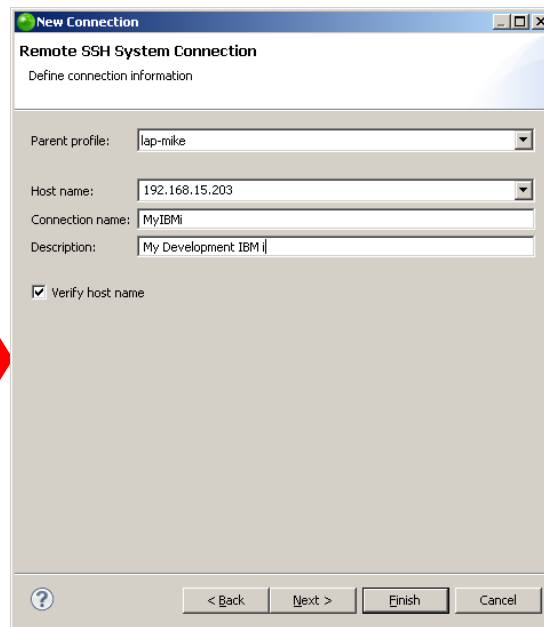 New Connection
Remote SSH System Connection
Define connection information
Parent profile: lap-mike
Host name: 192.168.15.203
Connection name: MyIBMi
Description: My Development IBM i
Verify host name
? < Back Next > Finish Cancel